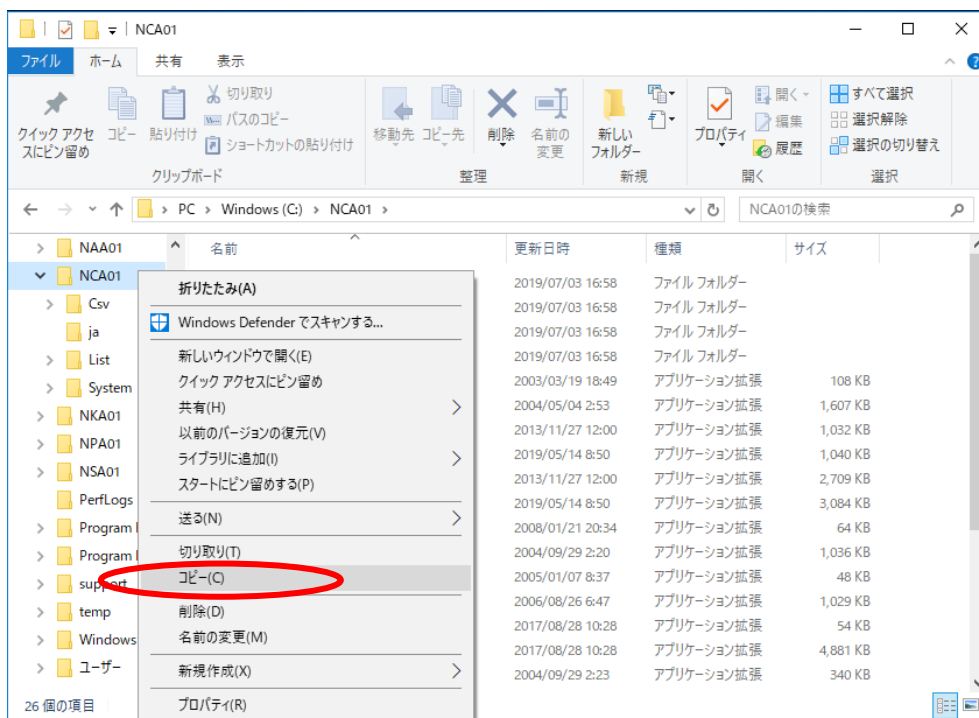 NCA01
ファイル ホーム 共有 表示
クイック アクセスにピン留め
コピー
貼り付け
切り取り
パスのコピー
ショートカットの貼り付け
移動先
コピー先
削除
名前の変更
新しいフォルダー
プロパティ
開く
編集
履歴
すべて選択
選択解除
選択の切り替え
クリップボード 整理 新規 開く 選択
PC Windows (C:) NCA01 NCA01の検索
名前 更新日時 種類 サイズ
NAA01
NCA01
Csv
ja
List
System
NKA01
NPA01
NSA01
PerfLogs
Program
Program
support
temp
Windows
ユーザー
折りたたみ(A)
Windows Defender でスキャンする...
新しいウィンドウで開く(E)
クイック アクセスにピン留め
共有(H)
以前のバージョンの復元(V)
ライブラリに追加(I)
スタートにピン留めする(P)
送る(N)
切り取り(T)
コピー(C)
削除(D)
名前の変更(M)
新規作成(X)
プロパティ(R)
2019/07/03 16:58 ファイル フォルダー
2019/07/03 16:58 ファイル フォルダー
2019/07/03 16:58 ファイル フォルダー
2019/07/03 16:58 ファイル フォルダー
2003/03/19 18:49 アプリケーション拡張 108 KB
2004/05/04 2:53 アプリケーション拡張 1,607 KB
2013/11/27 12:00 アプリケーション拡張 1,032 KB
2019/05/14 8:50 アプリケーション拡張 1,040 KB
2013/11/27 12:00 アプリケーション拡張 2,709 KB
2019/05/14 8:50 アプリケーション拡張 3,084 KB
2008/01/21 20:34 アプリケーション拡張 64 KB
2004/09/29 2:20 アプリケーション拡張 1,036 KB
2005/01/07 8:37 アプリケーション拡張 48 KB
2006/08/26 6:47 アプリケーション拡張 1,029 KB
2017/08/28 10:28 アプリケーション拡張 54 KB
2017/08/28 10:28 アプリケーション拡張 4,881 KB
2004/09/29 2:23 アプリケーション拡張 340 KB
26 個の項目